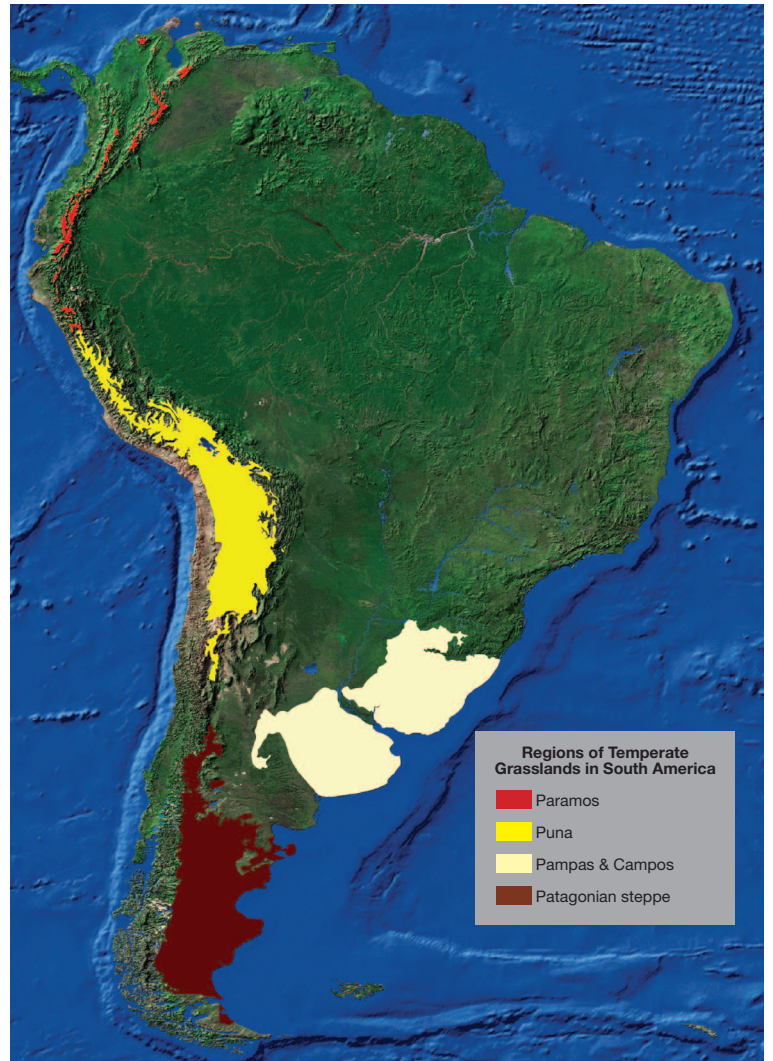 Regions of Temperate
Grasslands in South America
Paramos
Puna
Pampas & Campos
Patagonian steppe